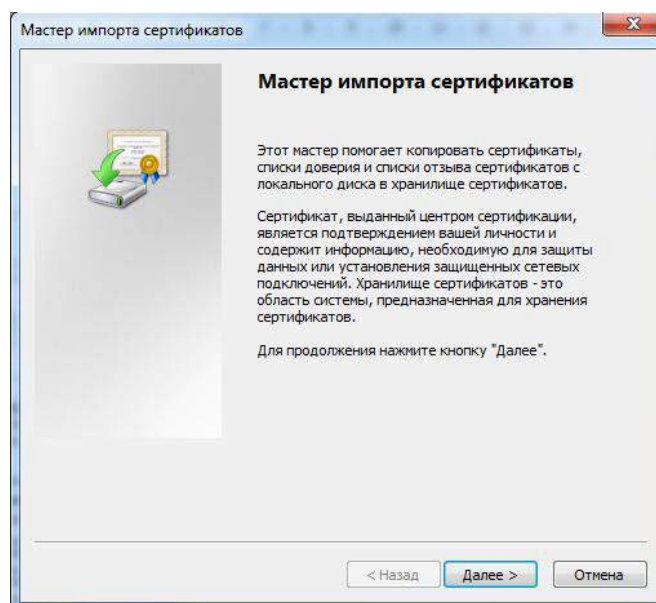 Мастер импорта сертификатов
Мастер импорта сертификатов
Этот мастер помогает копировать сертификаты,
списки доверия и списки отзыва сертификатов с
локального диска в хранилище сертификатов.
Сертификат, выданный центром сертификации,
является подтверждением вашей личности и
содержит информацию, необходимую для защиты
данных или установления защищенных сетевых
подключений. Хранилище сертификатов - это
область системы, предназначенная для хранения
сертификатов.
Для продолжения нажмите кнопку "Далее".
< Назад Далее > Отмена